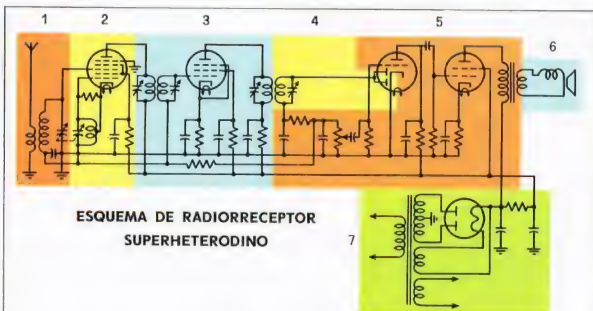 1 2 3 4 5 6
ESQUEMA DE RADIORRECEPTOR
SUPERHETERODINO
7